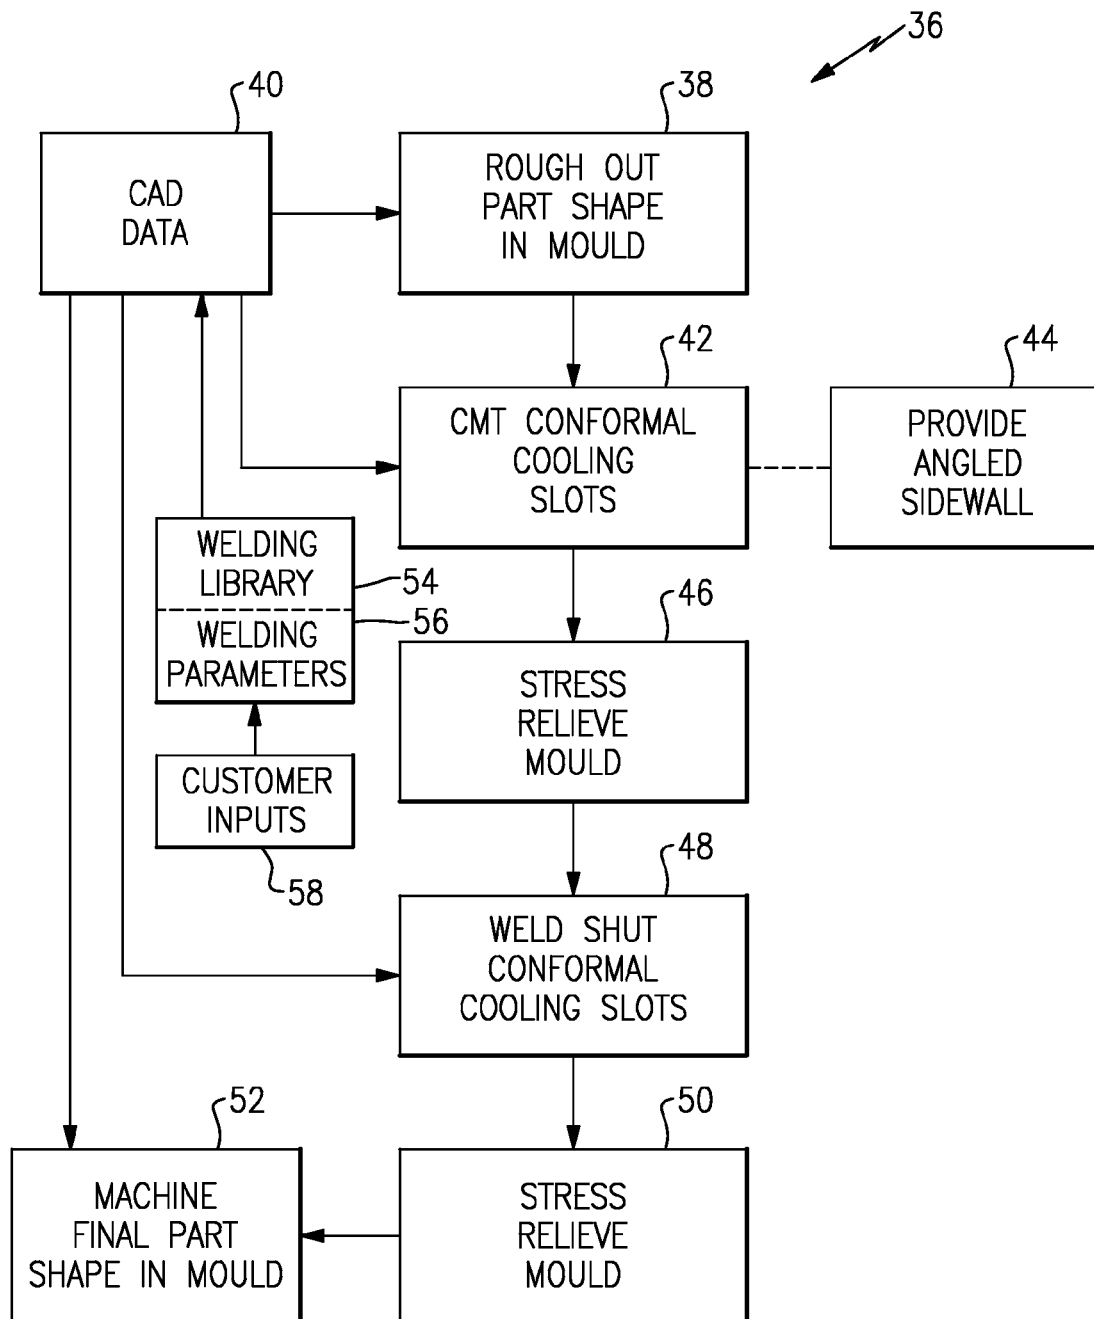 36
40
38
CAD
DATA
ROUGH OUT
PART SHAPE
IN MOULD
42
44
CMT CONFORMAL
COOLING
SLOTS
PROVIDE
ANGLED
SIDEWALL
WELDING
LIBRARY
54
56
WELDING
PARAMETERS
46
STRESS
RELIEVE
MOULD
CUSTOMER
INPUTS
58
48
WELD SHUT
CONFORMAL
COOLING SLOTS
52
50
MACHINE
FINAL PART
SHAPE IN MOULD
STRESS
RELIEVE
MOULD